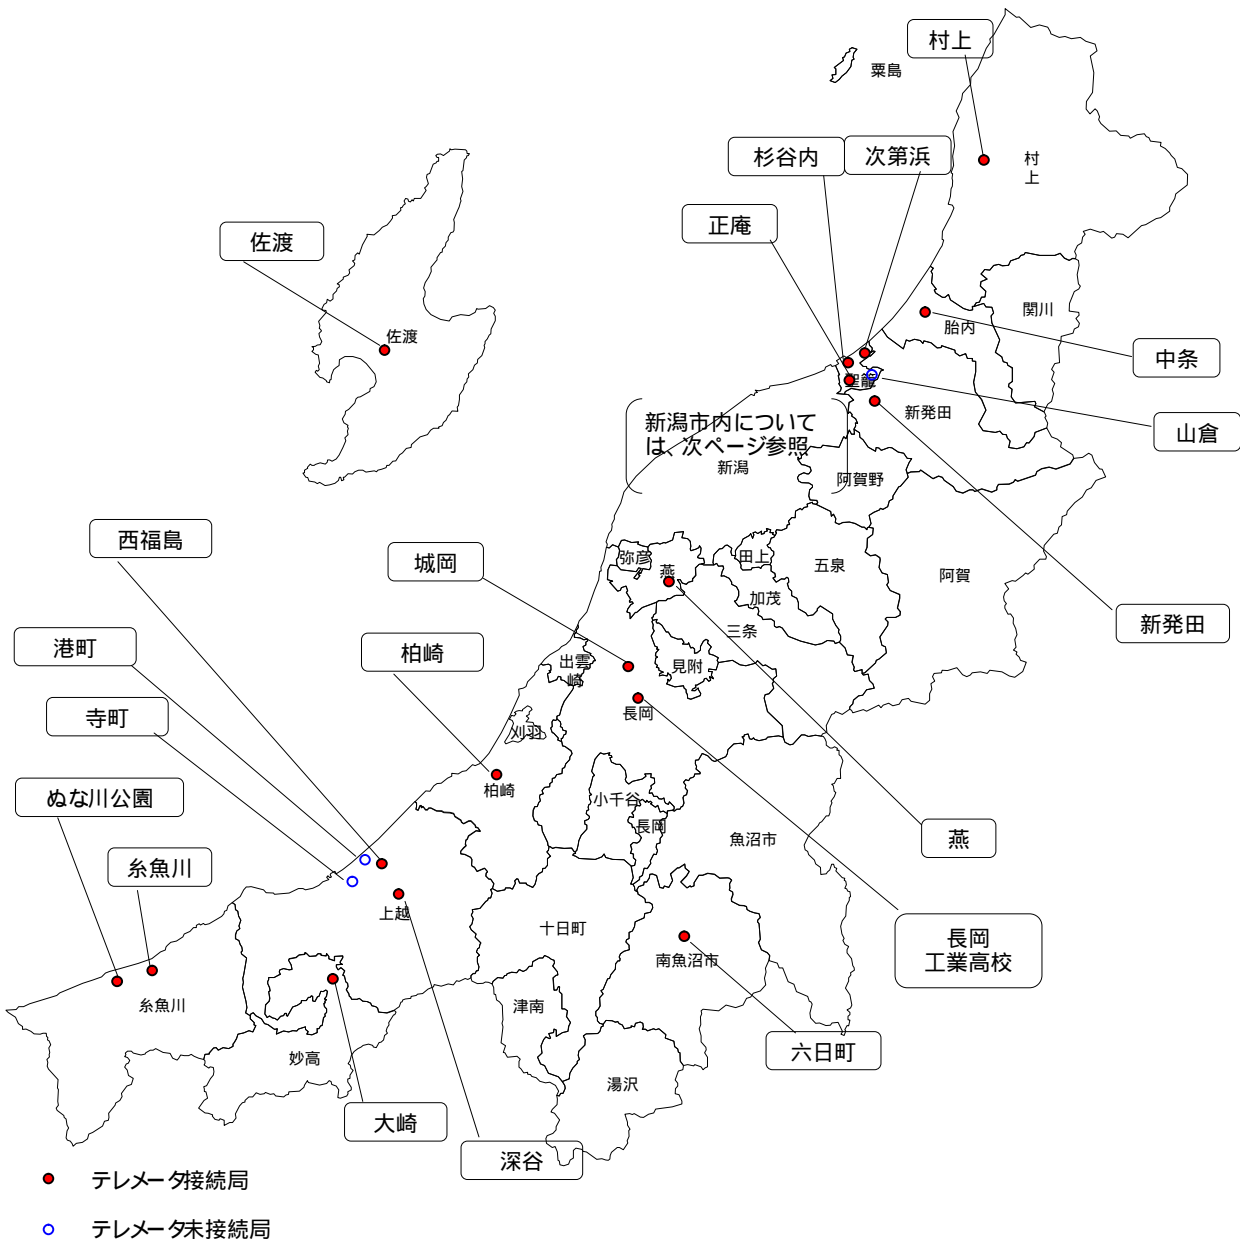 村上
粟島
杉谷内
次第浜
村
上
正庵
佐渡
関川
胎内
佐渡
中条
聖籠
新発田
新潟市内について
は、次ページ参照
山倉
新潟
阿賀野
西福島
城岡
弥彦
燕
田上
五泉
阿賀
加茂
新発田
三条
港町
柏崎
出雲
崎
見附
寺町
長岡
刈羽
ぬな川公園
柏崎
小千谷
長岡
魚沼市
燕
糸魚川
上越
十日町
長岡
工業高校
南魚沼市
糸魚川
津南
六日町
妙高
湯沢
大崎
深谷
テレメータ接続局
テレメータ未接続局